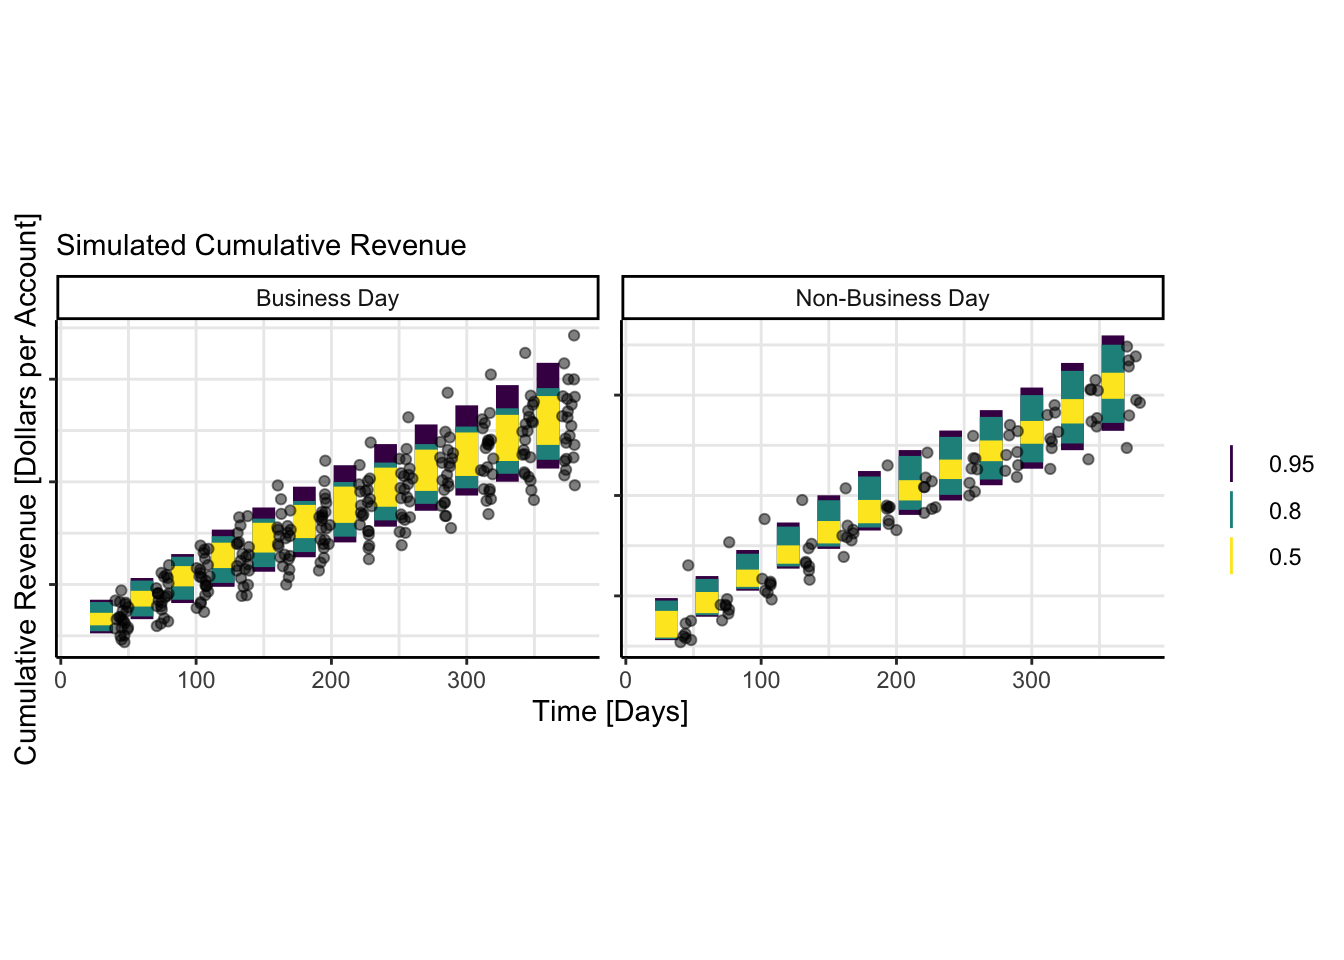 Simulated Cumulative Revenue
Business Day
Non-Business Day
Cumulative Revenue [Dollars per Account]
0 100 200 300
0 100 200 300
Time [Days]
0.95
0.8
0.5